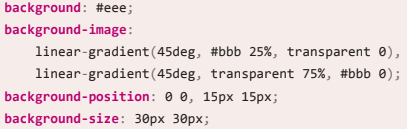 background: #eee;
background-image:
    linear-gradient(45deg, #bbb 25%, transparent 0),
    linear-gradient(45deg, transparent 75%, #bbb 0);
background-position: 0 0, 15px 15px;
background-size: 30px 30px;